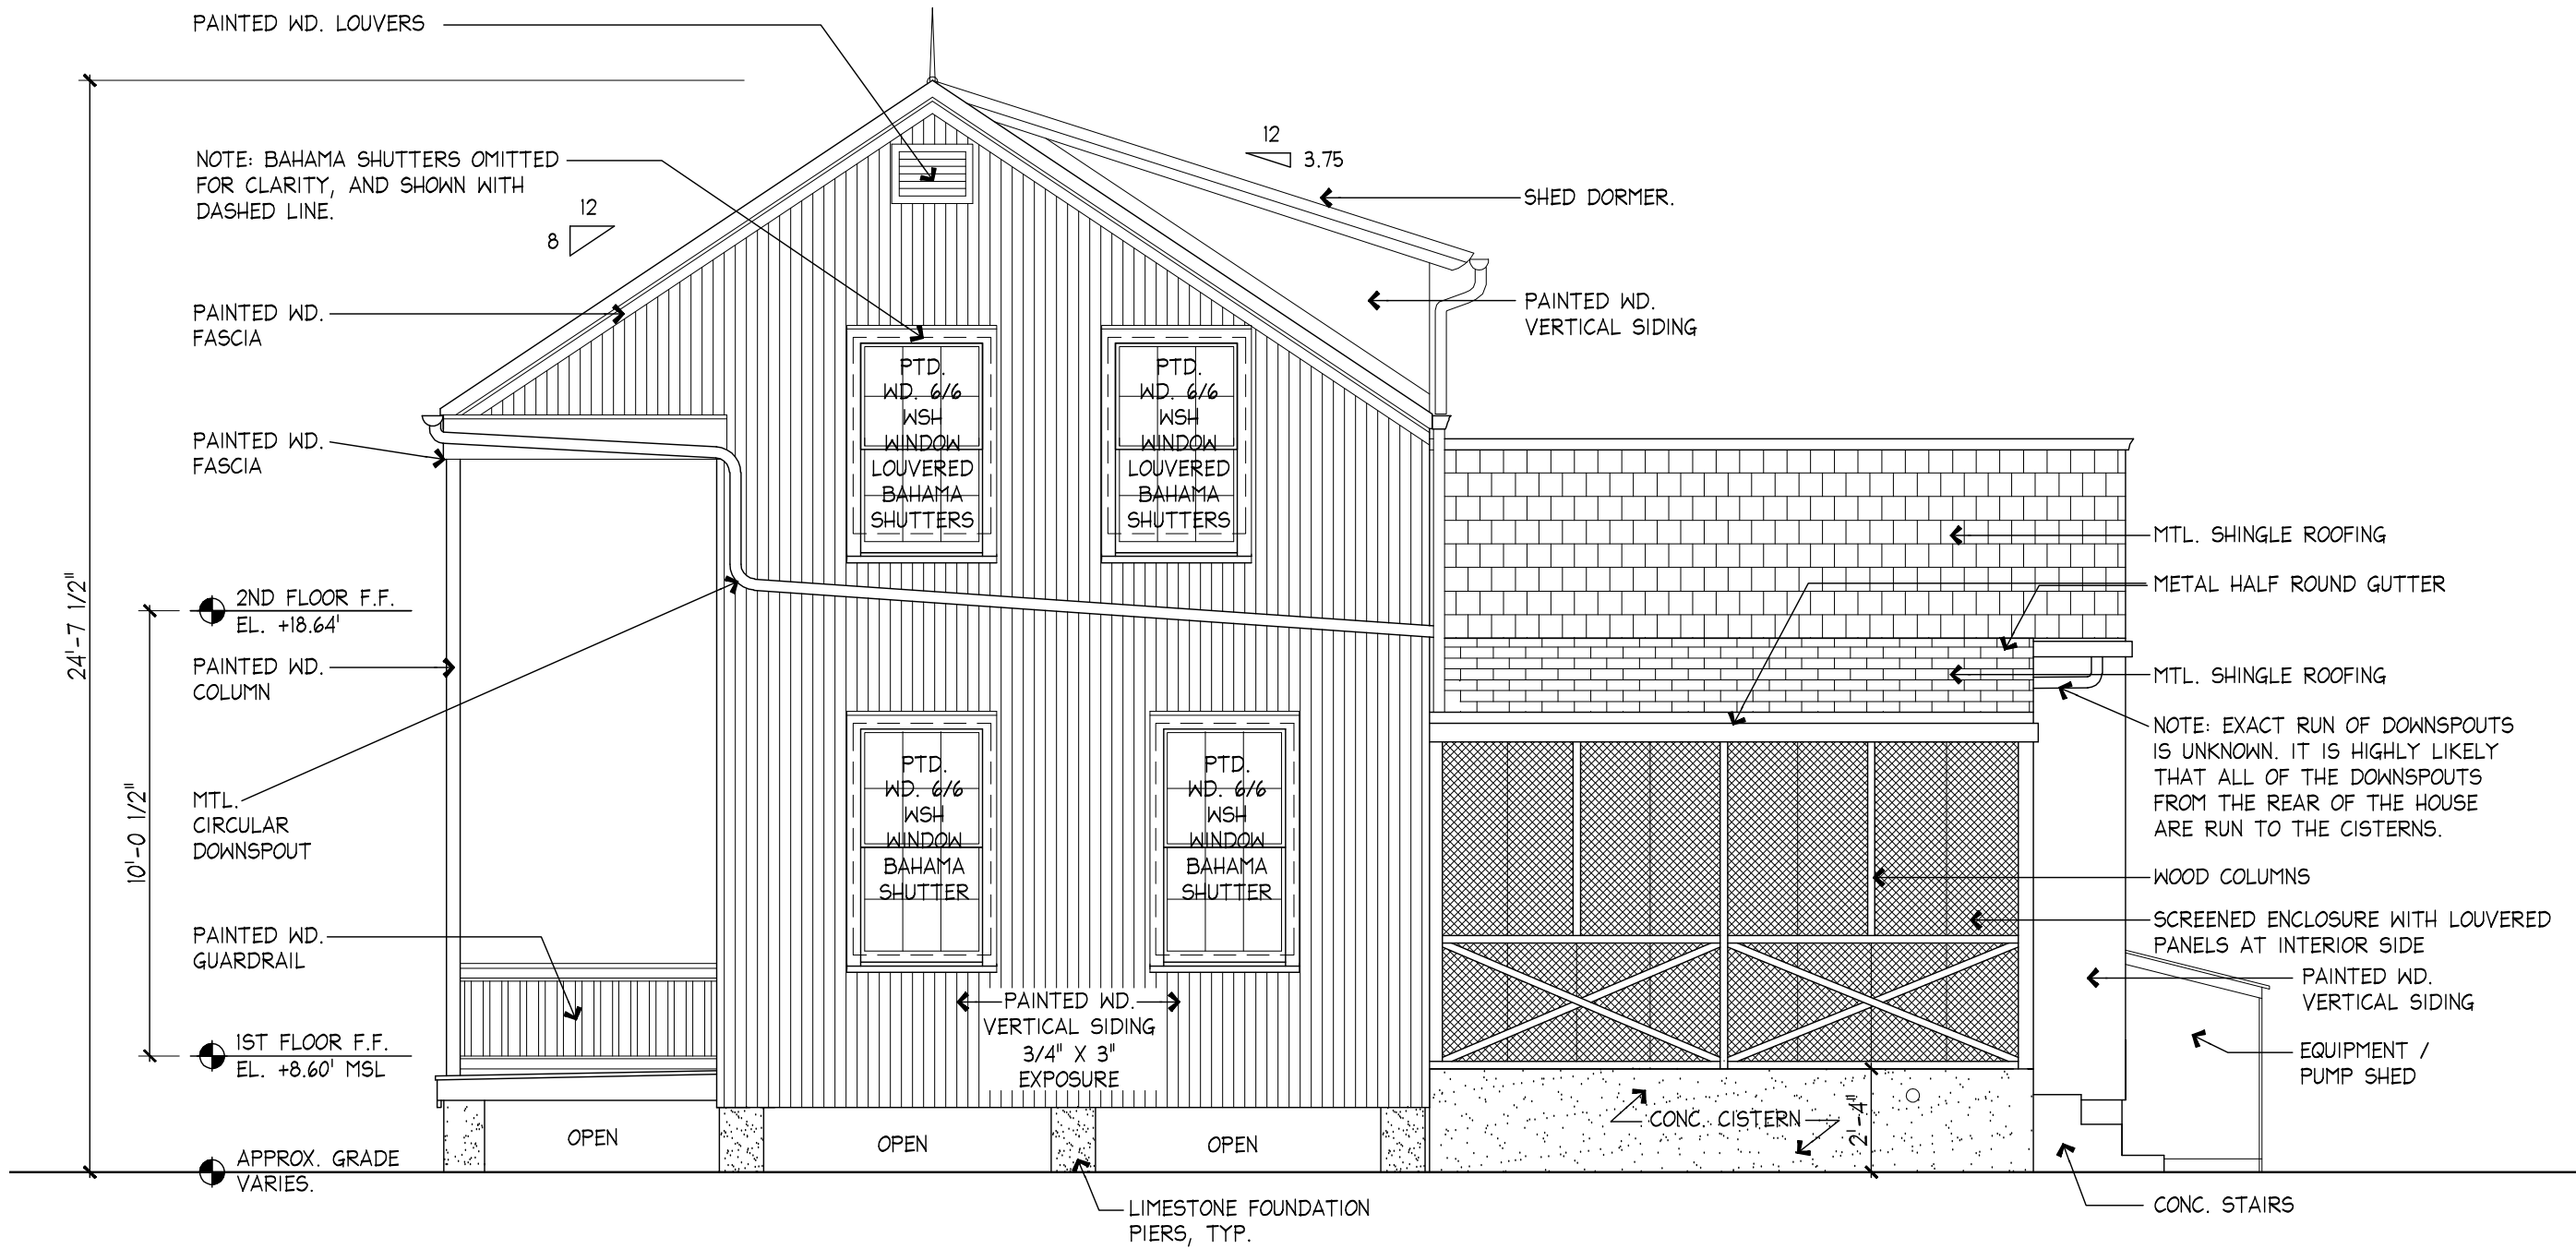 PAINTED WD. LOUVERS
NOTE: BAHAMA SHUTTERS OMITTED
FOR CLARITY, AND SHOWN WITH
DASHED LINE.
12
8
12
3.75
SHED DORMER.
PAINTED WD.
FASCIA
PAINTED WD.
VERTICAL SIDING
PAINTED WD.
FASCIA
PTD.
WD. 6/6
WSH
WINDOW
LOUVERED
BAHAMA
SHUTTERS
PTD.
WD. 6/6
WSH
WINDOW
LOUVERED
BAHAMA
SHUTTERS
24'-7 1/2"
2ND FLOOR F.F.
EL. +18.64'
PAINTED WD.
COLUMN
10'-0 1/2"
MTL.
CIRCULAR
DOWNSPOUT
PAINTED WD.
GUARDRAIL
1ST FLOOR F.F.
EL. +8.60' MSL
APPROX. GRADE
VARIES.
PTD.
WD. 6/6
WSH
WINDOW
BAHAMA
SHUTTER
PTD.
WD. 6/6
WSH
WINDOW
BAHAMA
SHUTTER
PAINTED WD.
VERTICAL SIDING
3/4" X 3"
EXPOSURE
OPEN
OPEN
OPEN
LIMESTONE FOUNDATION
PIERS, TYP.
CONC. CISTERN
2'-4"
MTL. SHINGLE ROOFING
METAL HALF ROUND GUTTER
MTL. SHINGLE ROOFING
NOTE: EXACT RUN OF DOWNSPOUTS
IS UNKNOWN. IT IS HIGHLY LIKELY
THAT ALL OF THE DOWNSPOUTS
FROM THE REAR OF THE HOUSE
ARE RUN TO THE CISTERNS.
WOOD COLUMNS
SCREENED ENCLOSURE WITH LOUVERED
PANELS AT INTERIOR SIDE
PAINTED WD.
VERTICAL SIDING
EQUIPMENT /
PUMP SHED
CONC. STAIRS